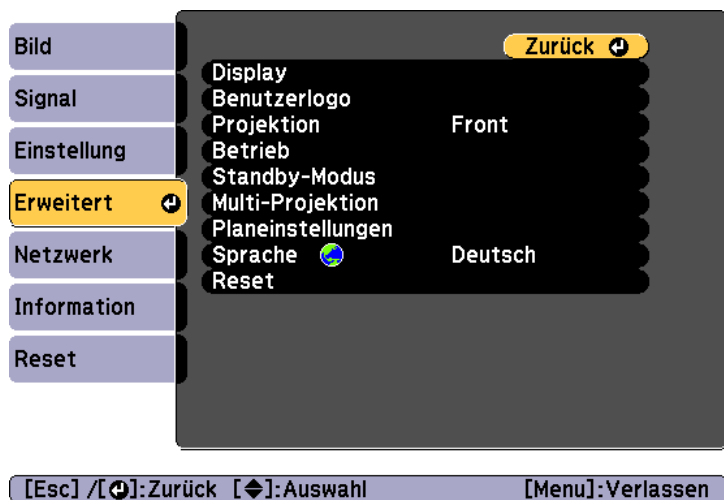 Bild
Signal
Einstellung
Erweitert
Netzwerk
Information
Reset
Zurück
Display
Benutzerlogo
Projektion Front
Betrieb
Standby-Modus
Multi-Projektion
Planeinstellungen
Sprache Deutsch
Reset
[Esc] /[⏎]:Zurück [◆]:Auswahl [Menu]:Verlassen